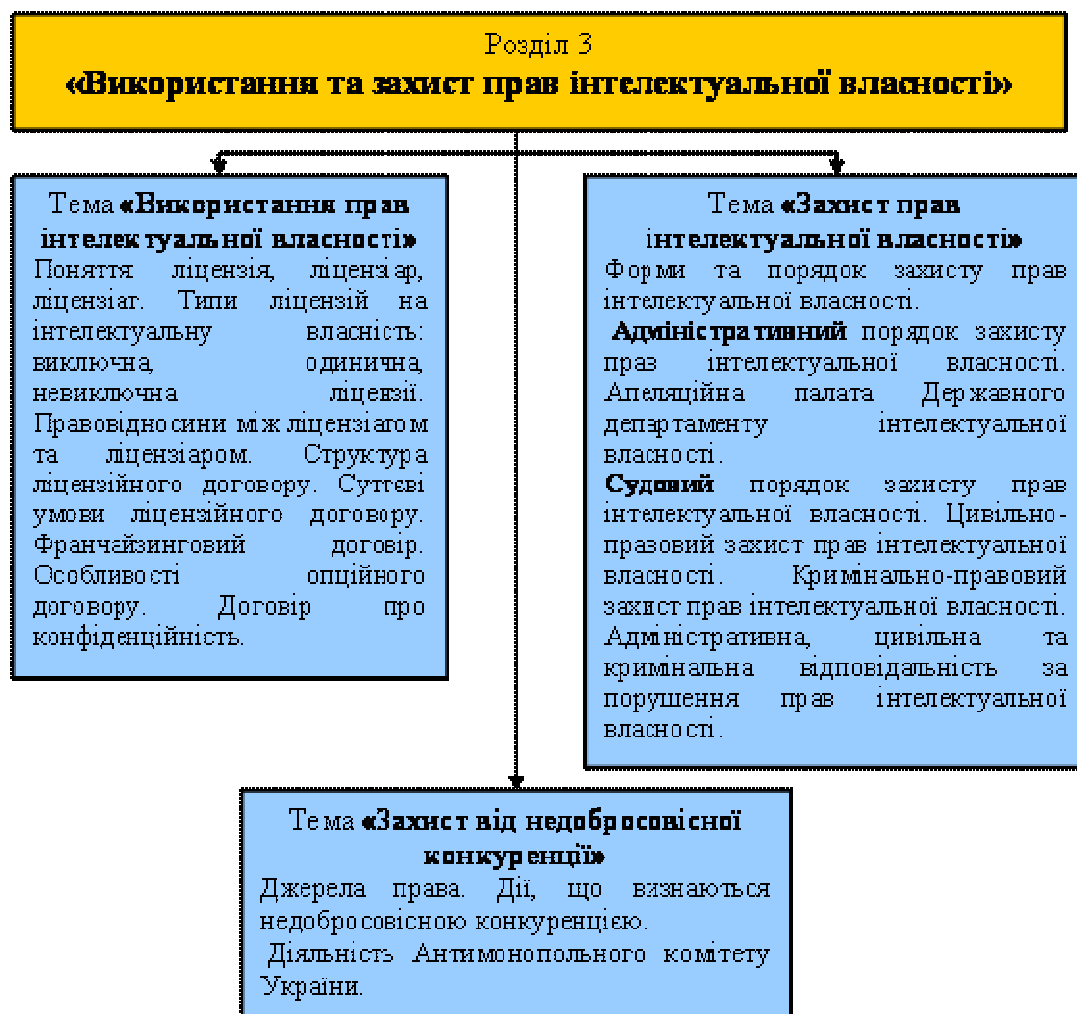 Розділ 3
«Використання та захист прав інтелектуальної власності»
Тема «Використання прав
інтелектуальної власності»
Поняття ліцензія, ліцензіар,
ліцензіат. Типи ліцензій на
інтелектуальну власність:
виключна, одинична,
невиключна ліцензії.
Правовідносини між ліцензіатом
та ліцензіаром. Структура
ліцензійного договору. Суттєві
умови ліцензійного договору.
Франчайзинговий договір.
Особливості опційного
договору. Договір про
конфіденційність.
Тема «Захист прав
інтелектуальної власності»
Форми та порядок захисту прав
інтелектуальної власності.
Адміністративний порядок захисту
прав інтелектуальної власності.
Апеляційна палата Державного
департаменту інтелектуальної
власності.
Судовий порядок захисту прав
інтелектуальної власності. Цивільно-
правовий захист прав інтелектуальної
власності. Кримінально-правовий
захист прав інтелектуальної власності.
Адміністративна, цивільна та
кримінальна відповідальність за
порушення прав інтелектуальної
власності.
Тема «Захист від недобросовісної
конкуренції»
Джерела права. Дії, що визнаються
недобросовісною конкуренцією.
Діяльність Антимонопольного комітету
України.